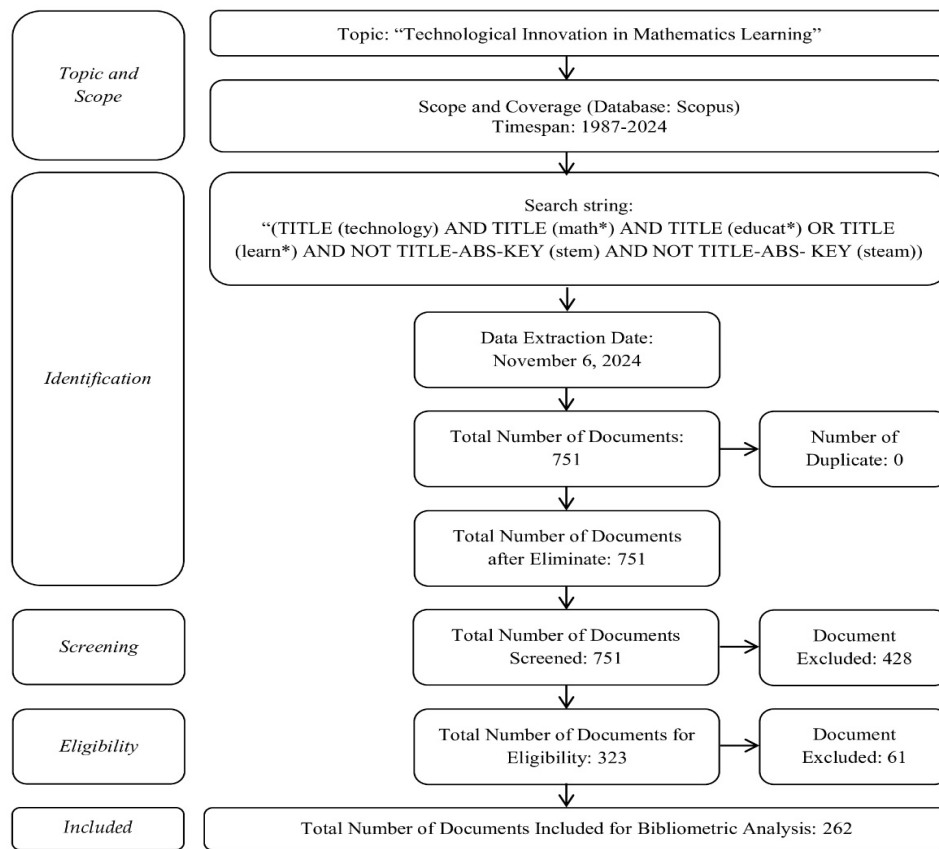 Topic and
Scope
Topic: “Technological Innovation in Mathematics Learning”
Scope and Coverage (Database: Scopus)
Timespan: 1987-2024
Identification
Search string:
“(TITLE (technology) AND TITLE (math*) AND TITLE (educat*) OR TITLE
(learn*) AND NOT TITLE-ABS-KEY (stem) AND NOT TITLE-ABS- KEY (steam))
Data Extraction Date:
November 6, 2024
Total Number of Documents:
751
Number of
Duplicate: 0
Total Number of Documents
after Eliminate: 751
Screening
Total Number of Documents
Screened: 751
Document
Excluded: 428
Eligibility
Total Number of Documents for
Eligibility: 323
Document
Excluded: 61
Included
Total Number of Documents Included for Bibliometric Analysis: 262